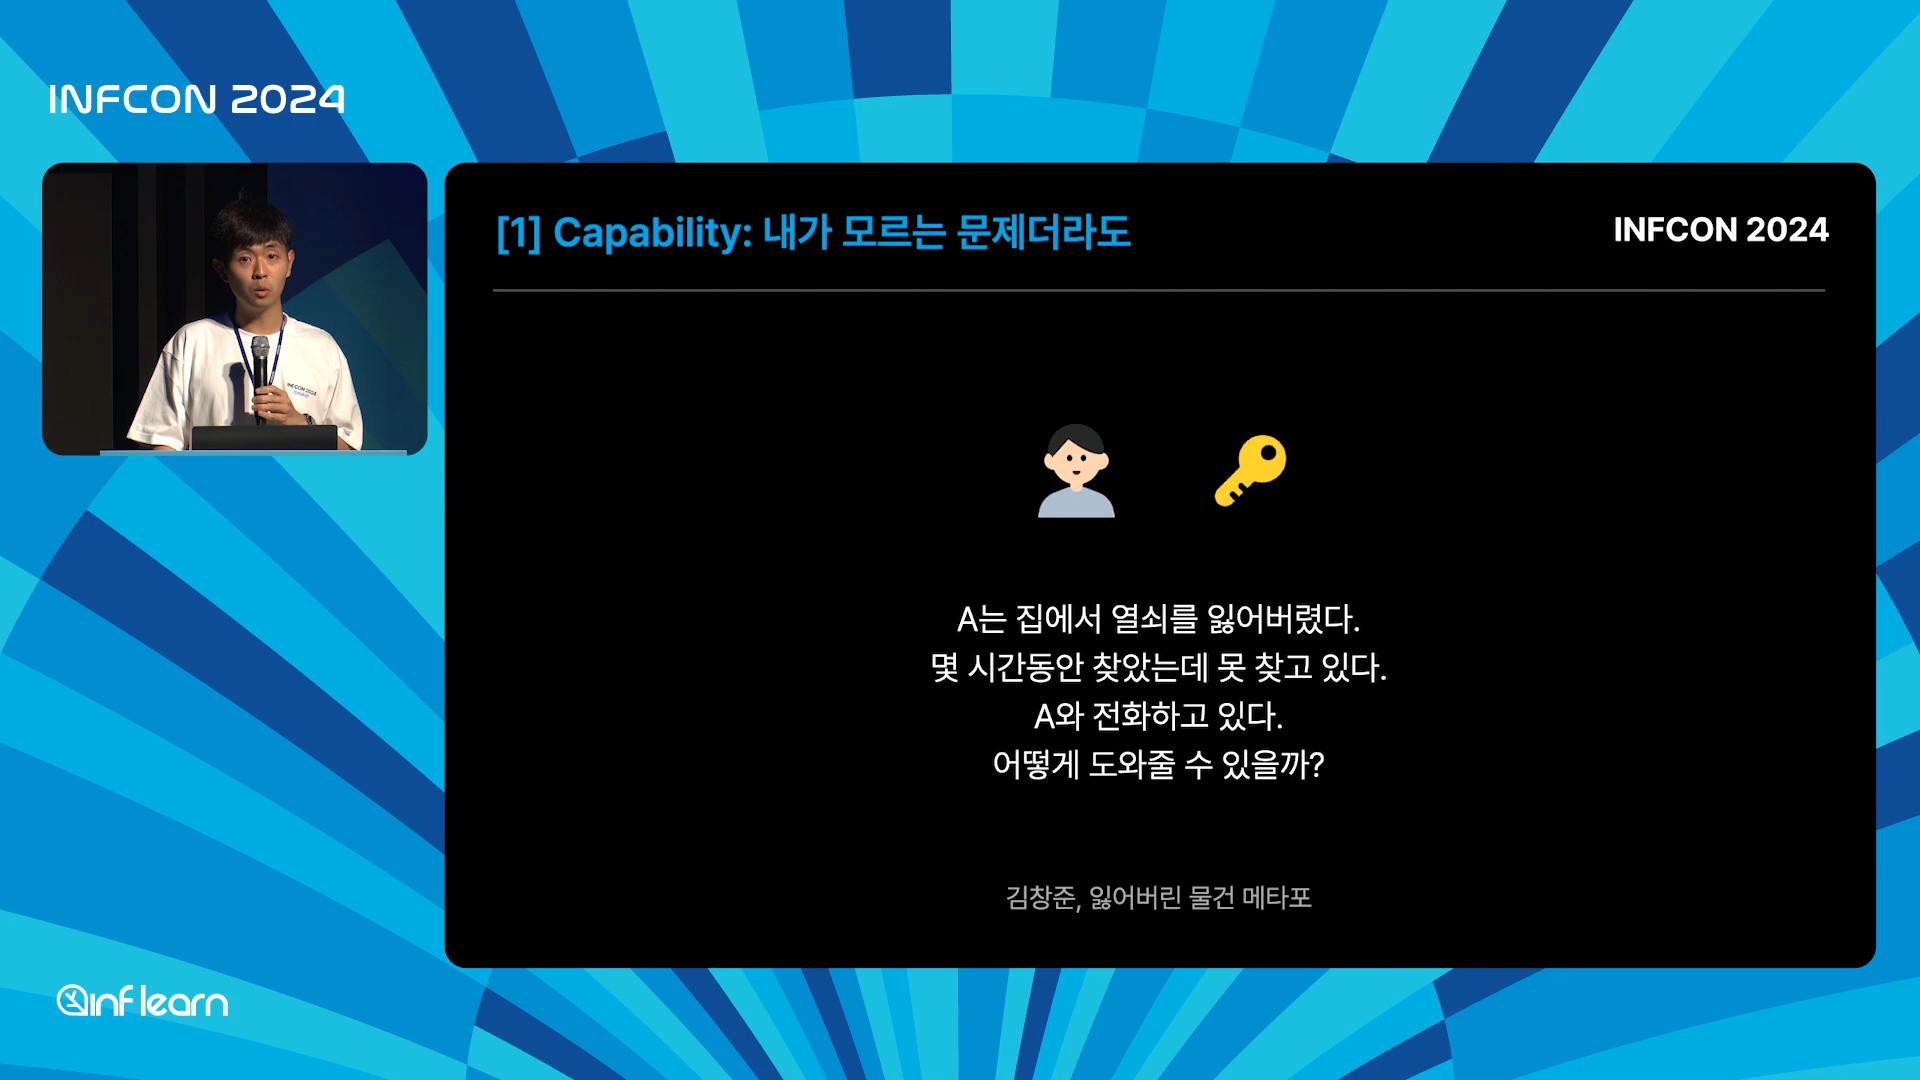 INFCON 2024
[1] Capability: 내가 모르는 문제더라도
INFCON 2024
INFCON 2024
A는 집에서 열쇠를 잃어버렸다.
몇 시간동안 찾았는데 못 찾고 있다.
A와 전화하고 있다.
어떻게 도와줄 수 있을까?
김창준, 잃어버린 물건 메타포
inflearn